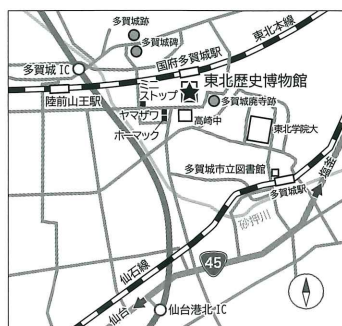 多賀城跡
多賀城碑
東北本線
国府多賀城駅
多賀城IC
東北歴史博物館
ミニ
ストップ
陸前山王駅
多賀城廃寺跡
ヤマザワ
高崎中
ホーマック
東北学院大
多賀城市立図書館
多賀城駅
塩釜
砂押川
仙石線
45
仙台
仙台港北IC